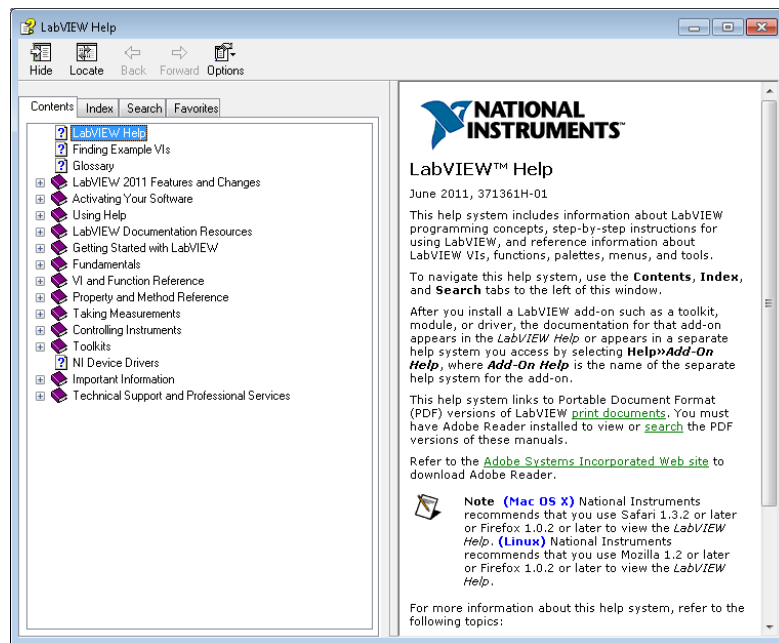 LabVIEW Help
Hide Locate Back Forward Options
Contents Index Search Favorites
LabVIEW Help
Finding Example VIs
Glossary
LabVIEW 2011 Features and Changes
Activating Your Software
Using Help
LabVIEW Documentation Resources
Getting Started with LabVIEW
Fundamentals
VI and Function Reference
Property and Method Reference
Taking Measurements
Controlling Instruments
Toolkits
NI Device Drivers
Important Information
Technical Support and Professional Services
NATIONAL
INSTRUMENTS™
LabVIEW™ Help
June 2011, 371361H-01
This help system includes information about LabVIEW
programming concepts, step-by-step instructions for
using LabVIEW, and reference information about
LabVIEW VIs, functions, palettes, menus, and tools.
To navigate this help system, use the Contents, Index,
and Search tabs to the left of this window.
After you install a LabVIEW add-on such as a toolkit,
module, or driver, the documentation for that add-on
appears in the LabVIEW Help or appears in a separate
help system you access by selecting Help»Add-On
Help, where Add-On Help is the name of the separate
help system for the add-on.
This help system links to Portable Document Format
(PDF) versions of LabVIEW print documents. You must
have Adobe Reader installed to view or search the PDF
versions of these manuals.
Refer to the Adobe Systems Incorporated Web site to
download Adobe Reader.
Note (Mac OS X) National Instruments
recommends that you use Safari 1.3.2 or later
or Firefox 1.0.2 or later to view the LabVIEW
Help. (Linux) National Instruments
recommends that you use Mozilla 1.2 or later
or Firefox 1.0.2 or later to view the LabVIEW
Help.
For more information about this help system, refer to the
following topics: